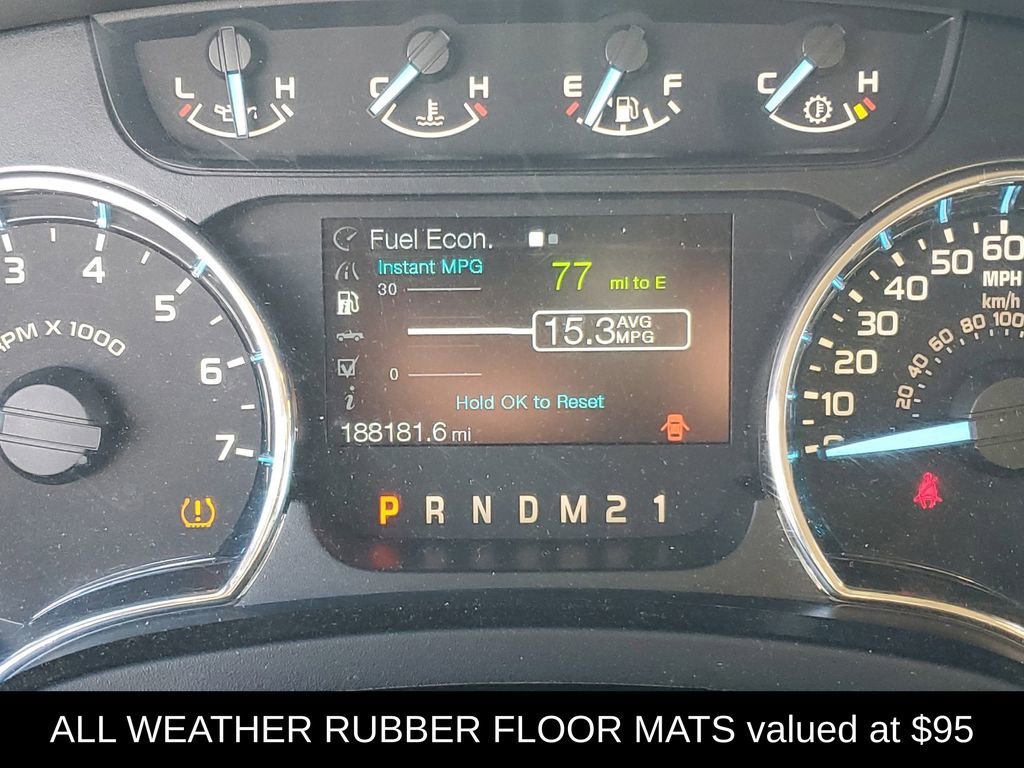 L H C H E F C H
Fuel Econ.
Instant MPG
77 mi to E
30
15.3 AVG MPG
0
Hold OK to Reset
188181.6 mi
P R N D M 2 1
3 4 5 6 7
RPM X 1000
0 10 20 30 40 50 60
MPH
km/h
20 40 60 80 100
ALL WEATHER RUBBER FLOOR MATS valued at $95